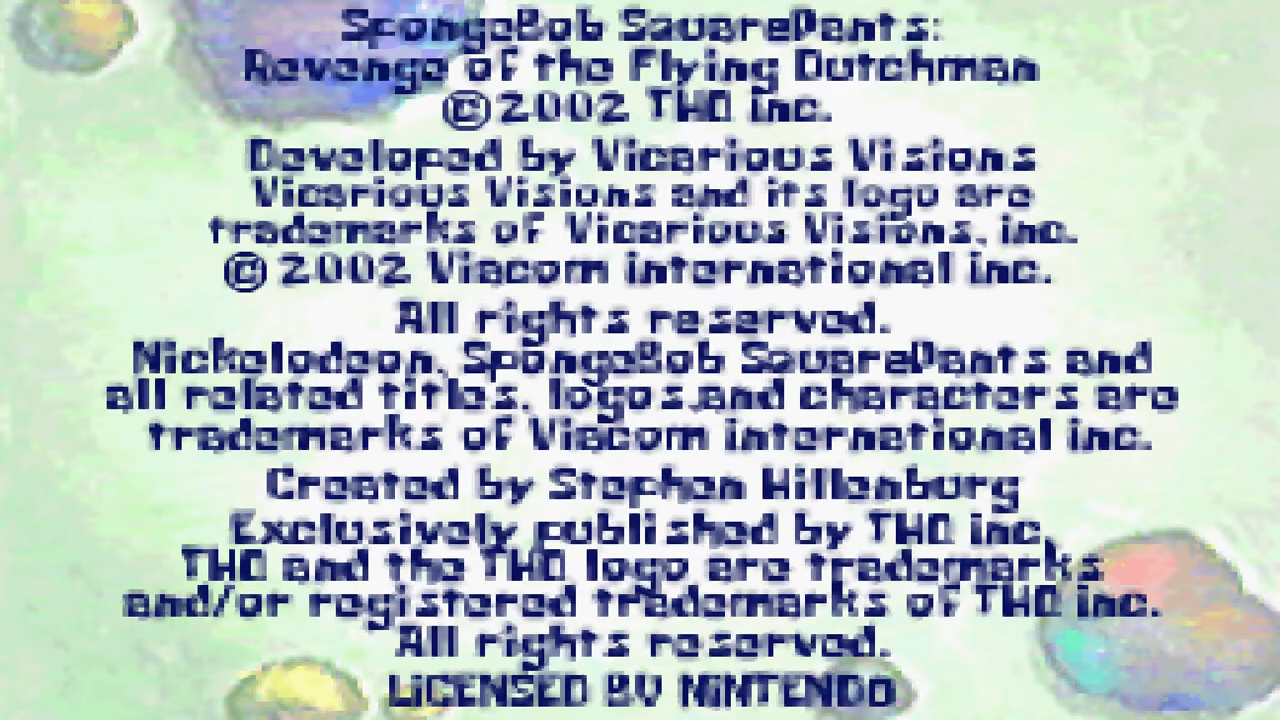 SpongeBob SquarePants:
Revenge of the Flying Dutchman
©2002 THQ inc.
Developed by Vicarious Visions
Vicarious Visions and its logo are
trademarks of Vicarious Visions, inc.
© 2002 Viacom international inc.
All rights reserved.
Nickelodeon, SpongeBob SquarePants and
all related titles, logos,and characters are
trademarks of Viacom international inc.
Created by Stephen Hillenburg
Exclusively published by THQ inc.
THQ and the THQ logo are trademarks
and/or registered trademarks of THQ inc.
All rights reserved.
LiCENSED BY NiNTENDO